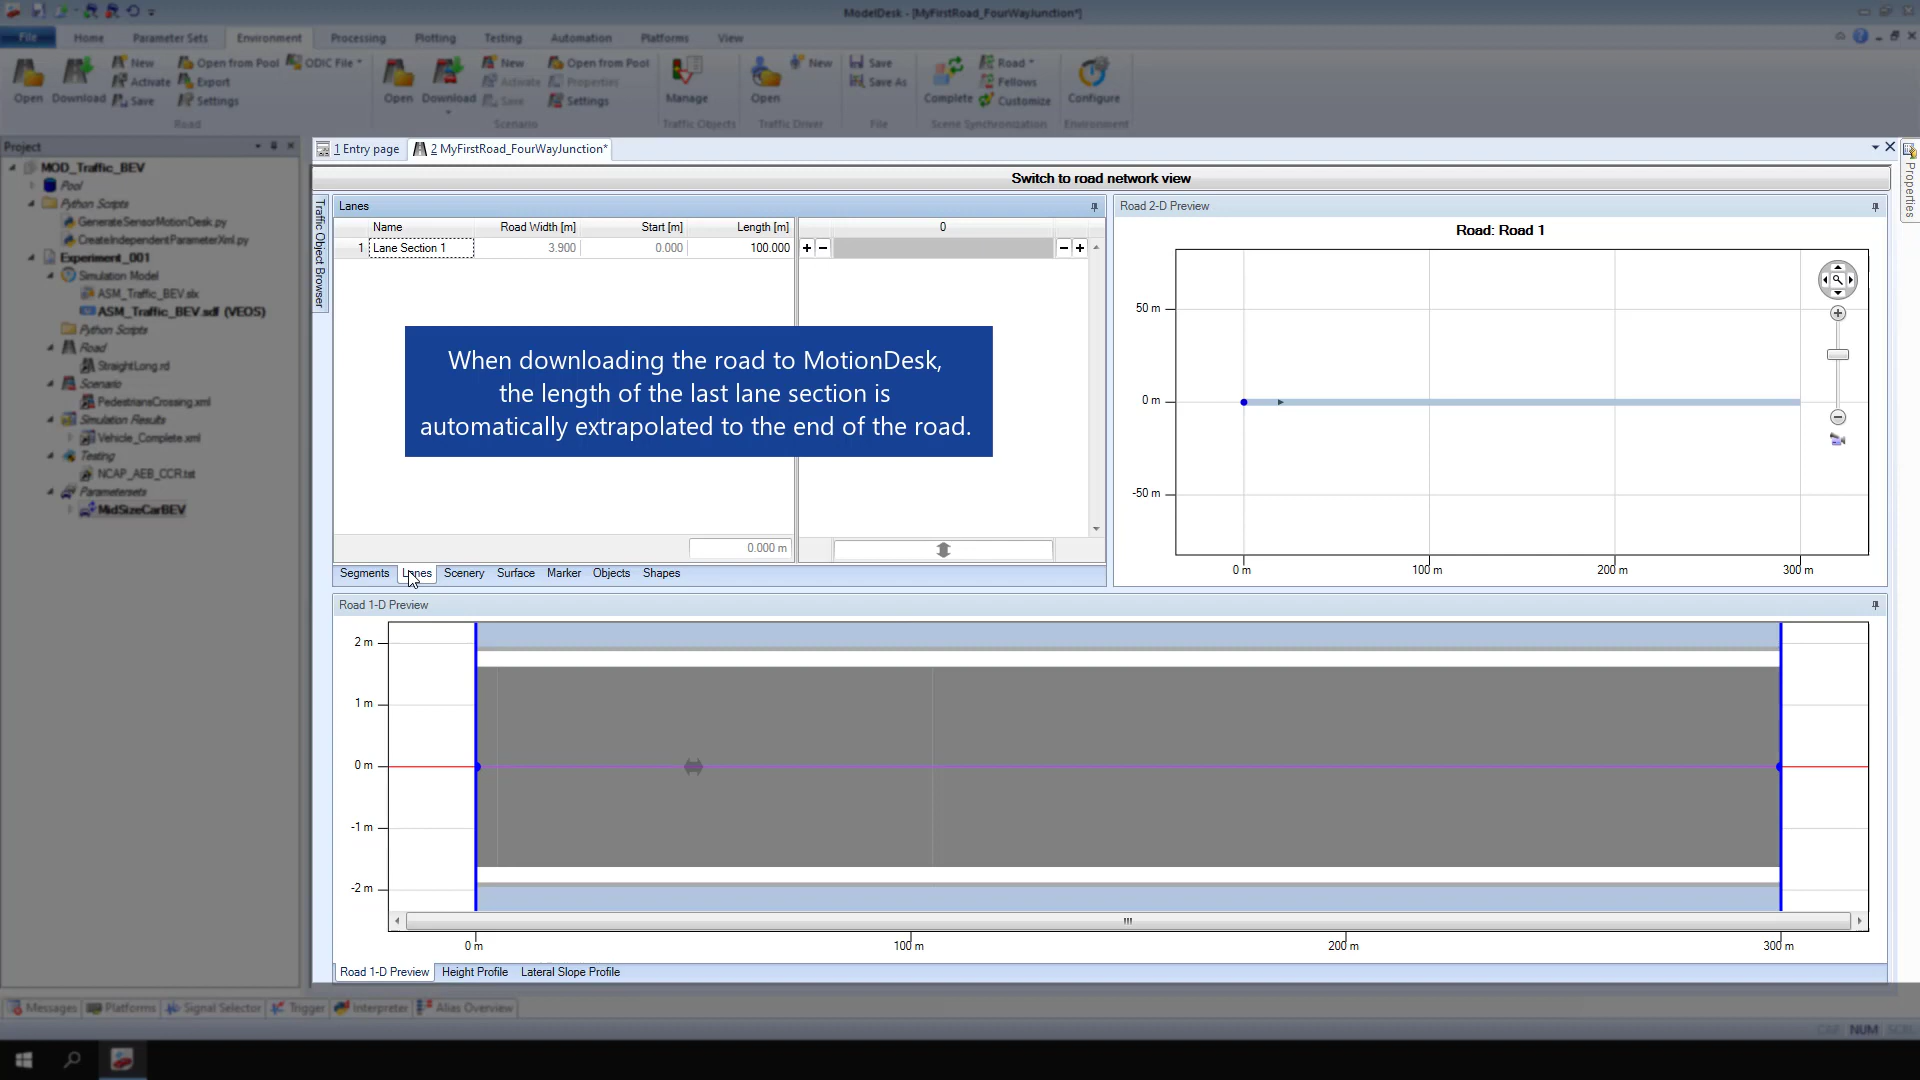 ModelDesk - [MyFirstRoad_FourWayJunction*]
File Home Parameter Sets Environment Processing Plotting Testing Automation Platforms View
Open Download New Activate Save Open from Pool Export Settings ODIC File
Road
Open Download New Activate Save Open from Pool Properties Settings
Scenario
Manage
Traffic Objects
Open New
Traffic Driver
Save
Save As
File
Complete Road Fellows Customize
Scene Synchronization
Configure
Environment
Project
MOD_Traffic_BEV
Pool
Python Scripts
GenerateSensorMotionDesk.py
CreateIndependentParameterXml.py
Experiment_001
Simulation Model
ASM_Traffic_BEV.slx
ASM_Traffic_BEV.sdf (VEOS)
Python Scripts
Road
StraightLong.rd
Scenario
PedestriansCrossing.xml
Simulation Results
Vehicle_Complete.xml
Testing
NCAP_AEB_CCR.tst
Parametersets
MidSizeCarBEV
1 Entry page
2 MyFirstRoad_FourWayJunction*
Properties
Switch to road network view
Traffic Object Browser
Lanes
Name Road Width [m] Start [m] Length [m] 0
1 Lane Section 1 3.900 0.000 100.000 + − − +
When downloading the road to MotionDesk,
the length of the last lane section is
automatically extrapolated to the end of the road.
0.000 m
Segments Lanes Scenery Surface Marker Objects Shapes
Road 2-D Preview
Road: Road 1
50 m
0 m
-50 m
0 m 100 m 200 m 300 m
Road 1-D Preview
2 m
1 m
0 m
-1 m
-2 m
0 m 100 m 200 m 300 m
Road 1-D Preview Height Profile Lateral Slope Profile
Messages Platforms Signal Selector Trigger Interpreter Alias Overview
CAP NUM SCRL